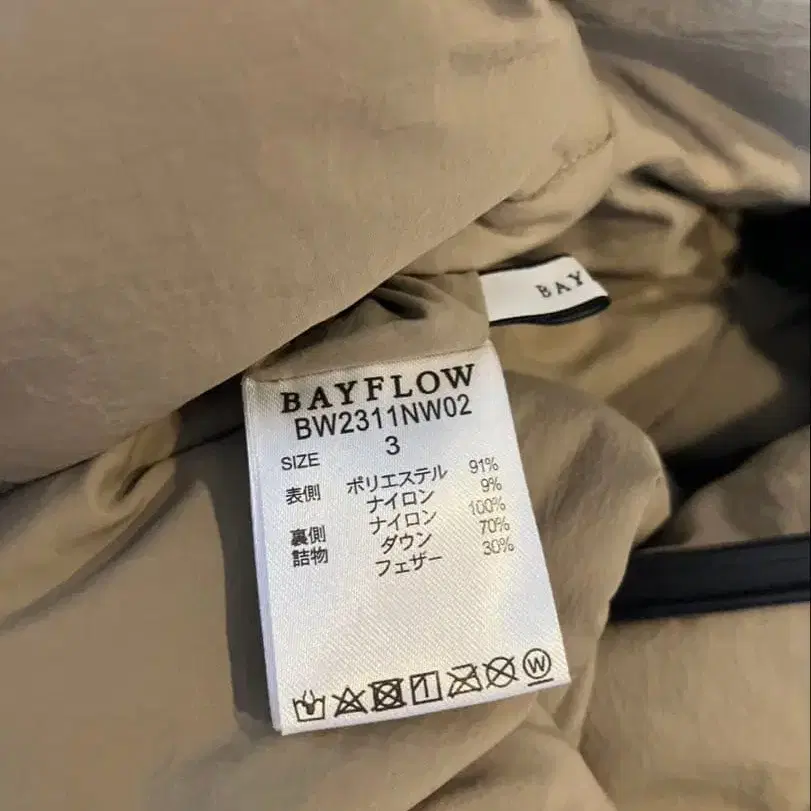 BAY
BAYFLOW
BW2311NW02
SIZE 3
表側 ポリエステル 91%
ナイロン 9%
裏側 ナイロン 100%
詰物 ダウン 70%
フェザー 30%
W